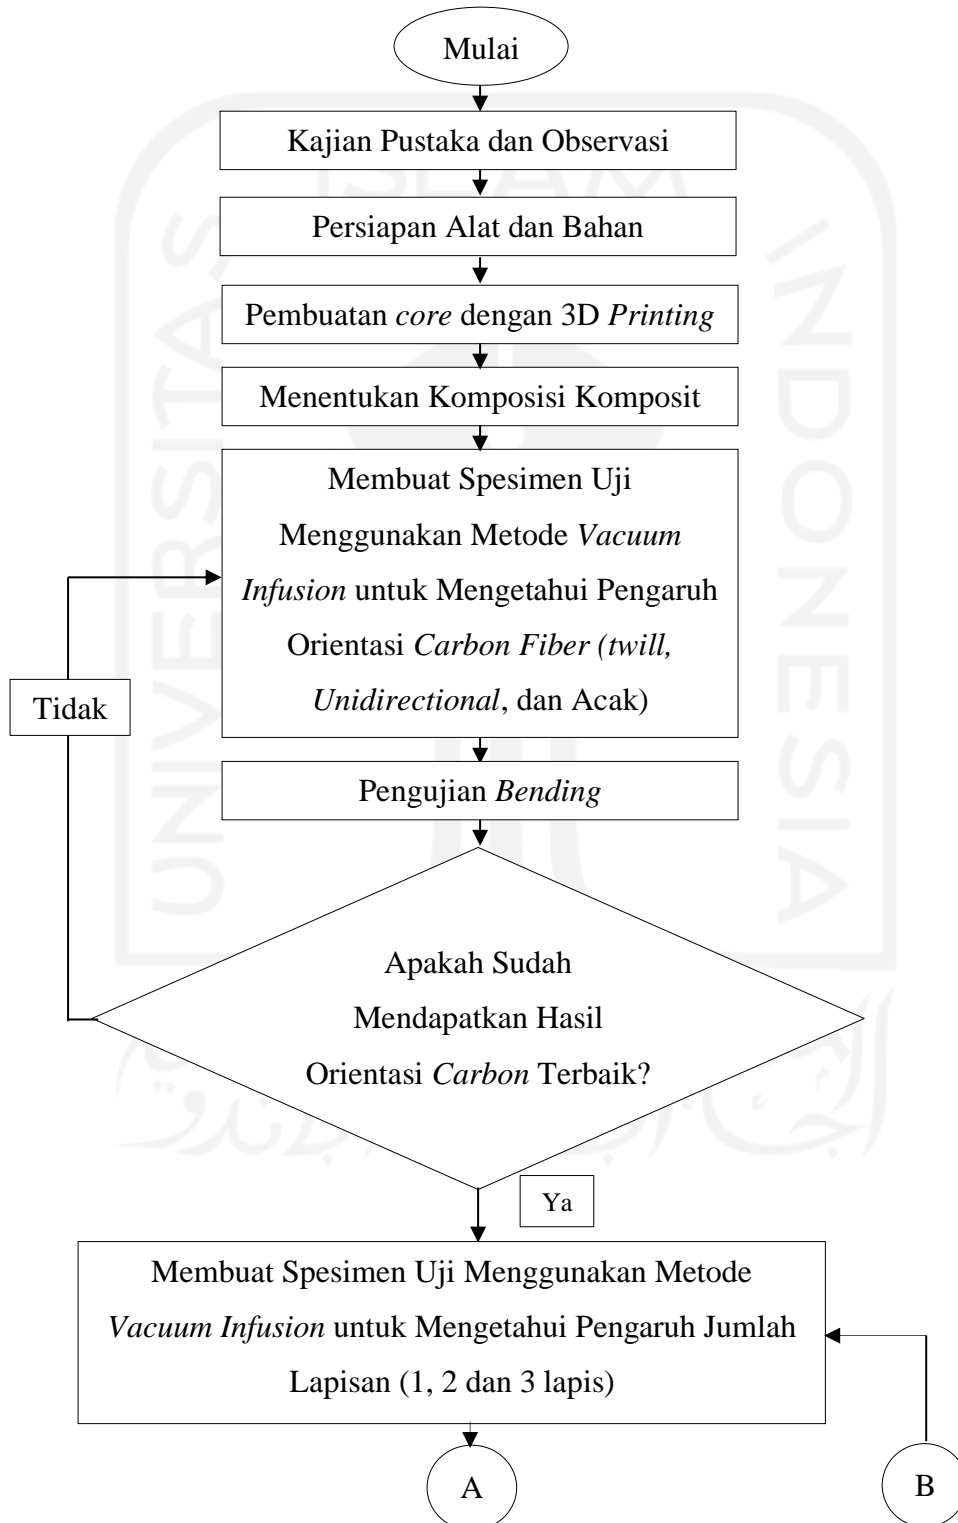 Mulai
Kajian Pustaka dan Observasi
Persiapan Alat dan Bahan
Pembuatan core dengan 3D Printing
Menentukan Komposisi Komposit
Membuat Spesimen Uji
Menggunakan Metode Vacuum
Infusion untuk Mengetahui Pengaruh
Orientasi Carbon Fiber (twill,
Unidirectional, dan Acak)
Tidak
Pengujian Bending
Apakah Sudah
Mendapatkan Hasil
Orientasi Carbon Terbaik?
Ya
Membuat Spesimen Uji Menggunakan Metode
Vacuum Infusion untuk Mengetahui Pengaruh Jumlah
Lapisan (1, 2 dan 3 lapis)
A
B
UNIVERSITAS
ISLAM
INDONESIA